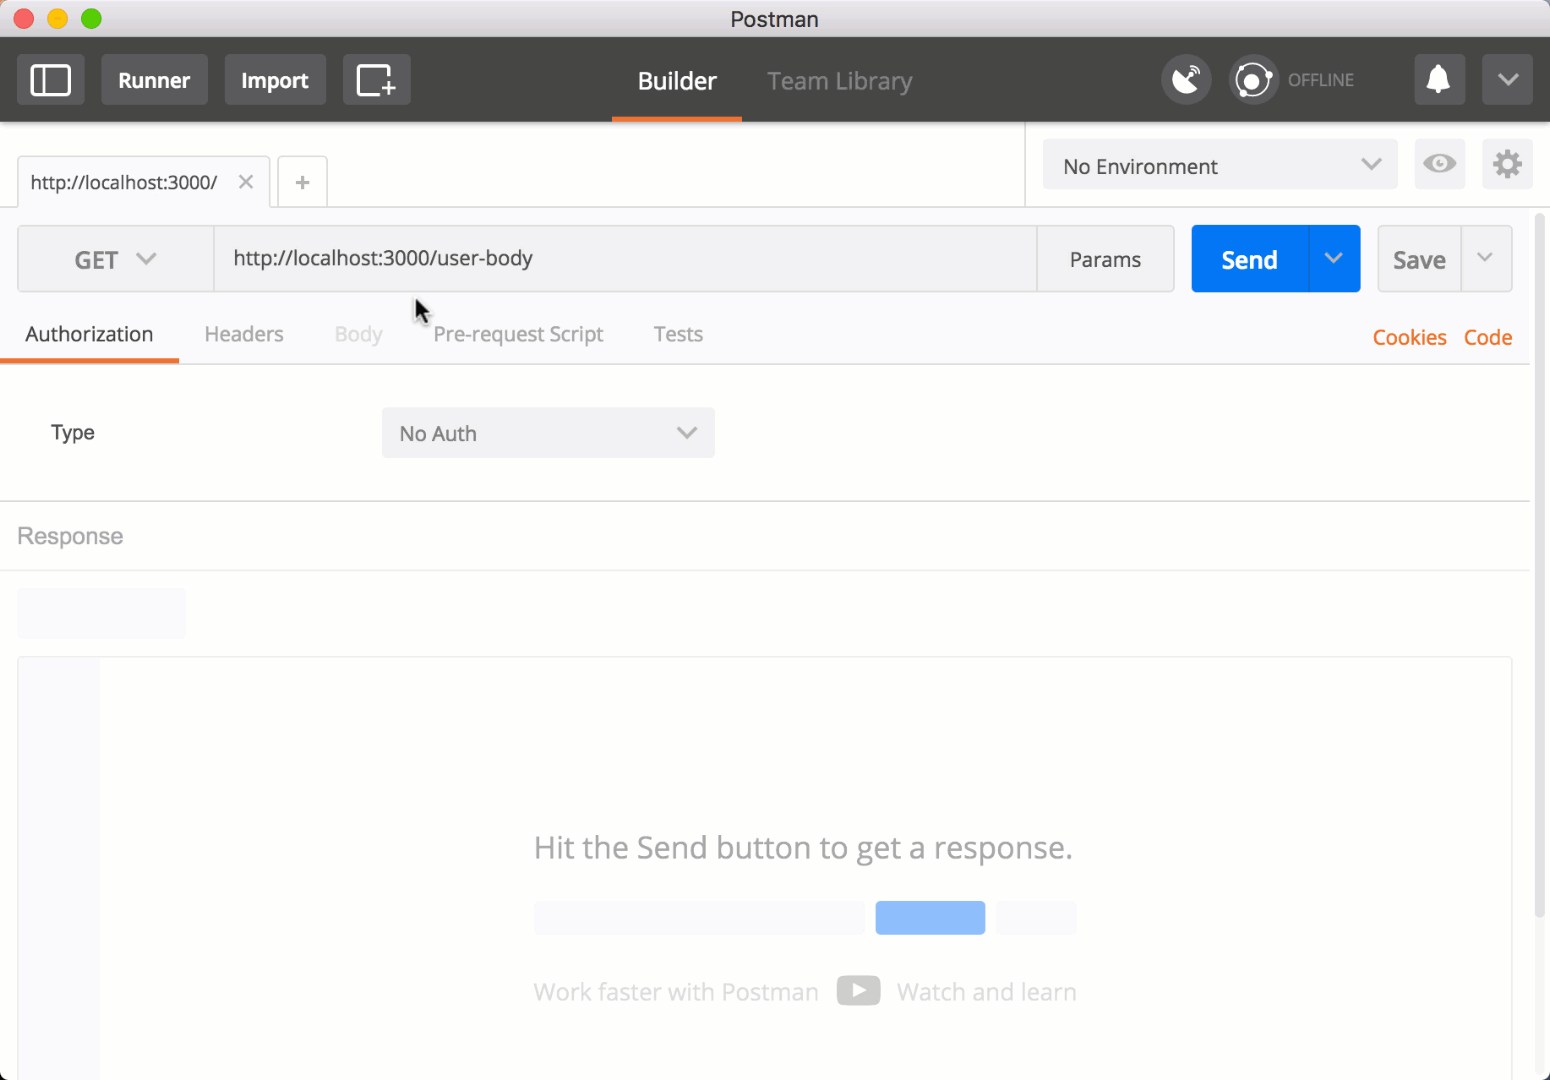 Postman
Runner Import Builder Team Library OFFLINE
http://localhost:3000/ No Environment
GET http://localhost:3000/user-body Params Send Save
Authorization Headers Body Pre-request Script Tests Cookies Code
Type No Auth
Response
Hit the Send button to get a response.
Work faster with Postman Watch and learn